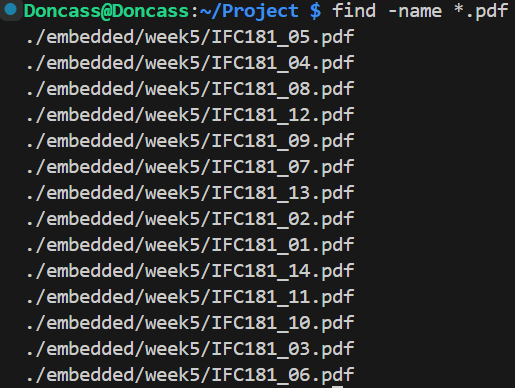 Doncass@Doncass:~/Project $ find -name *.pdf
./embedded/week5/IFC181_05.pdf
./embedded/week5/IFC181_04.pdf
./embedded/week5/IFC181_08.pdf
./embedded/week5/IFC181_12.pdf
./embedded/week5/IFC181_09.pdf
./embedded/week5/IFC181_07.pdf
./embedded/week5/IFC181_13.pdf
./embedded/week5/IFC181_02.pdf
./embedded/week5/IFC181_01.pdf
./embedded/week5/IFC181_14.pdf
./embedded/week5/IFC181_11.pdf
./embedded/week5/IFC181_10.pdf
./embedded/week5/IFC181_03.pdf
./embedded/week5/IFC181_06.pdf